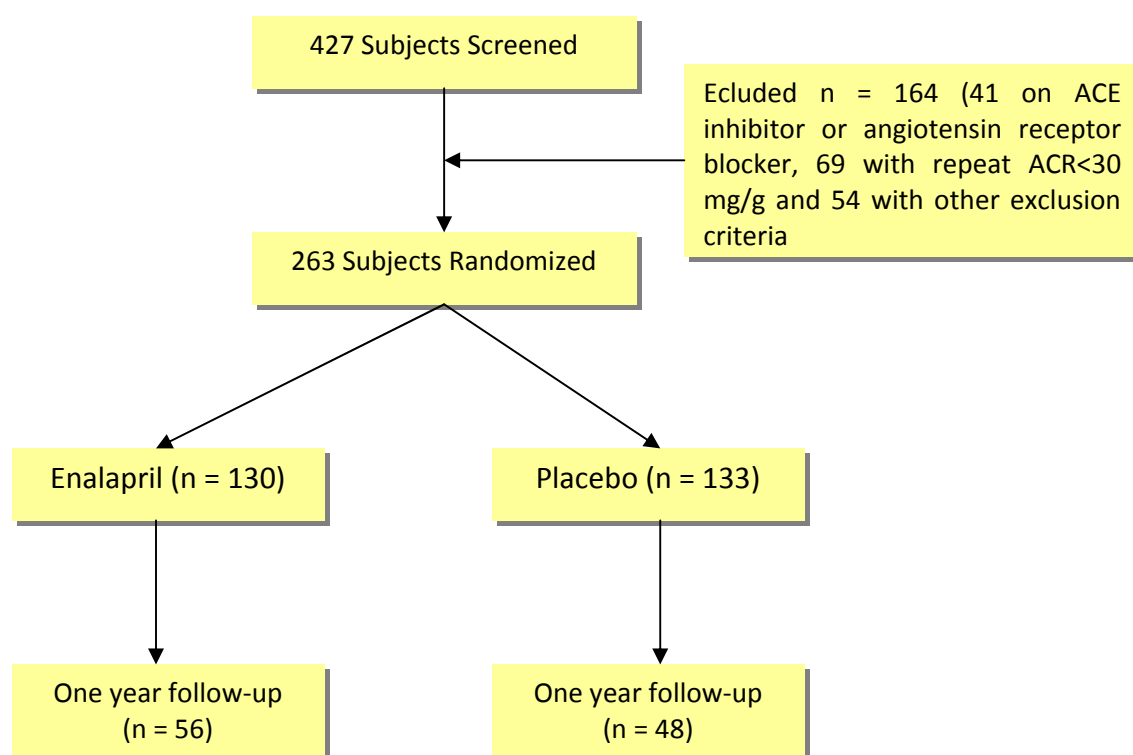 427 Subjects Screened
Ecluded n = 164 (41 on ACE
inhibitor or angiotensin receptor
blocker, 69 with repeat ACR<30
mg/g and 54 with other exclusion
criteria
263 Subjects Randomized
Enalapril (n = 130)
Placebo (n = 133)
One year follow-up
(n = 56)
One year follow-up
(n = 48)